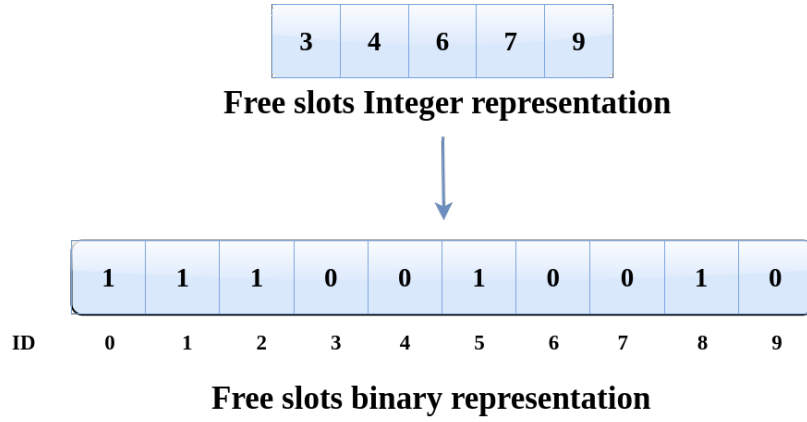 3 4 6 7 9
Free slots Integer representation
1 1 1 0 0 1 0 0 1 0
ID 0 1 2 3 4 5 6 7 8 9
Free slots binary representation